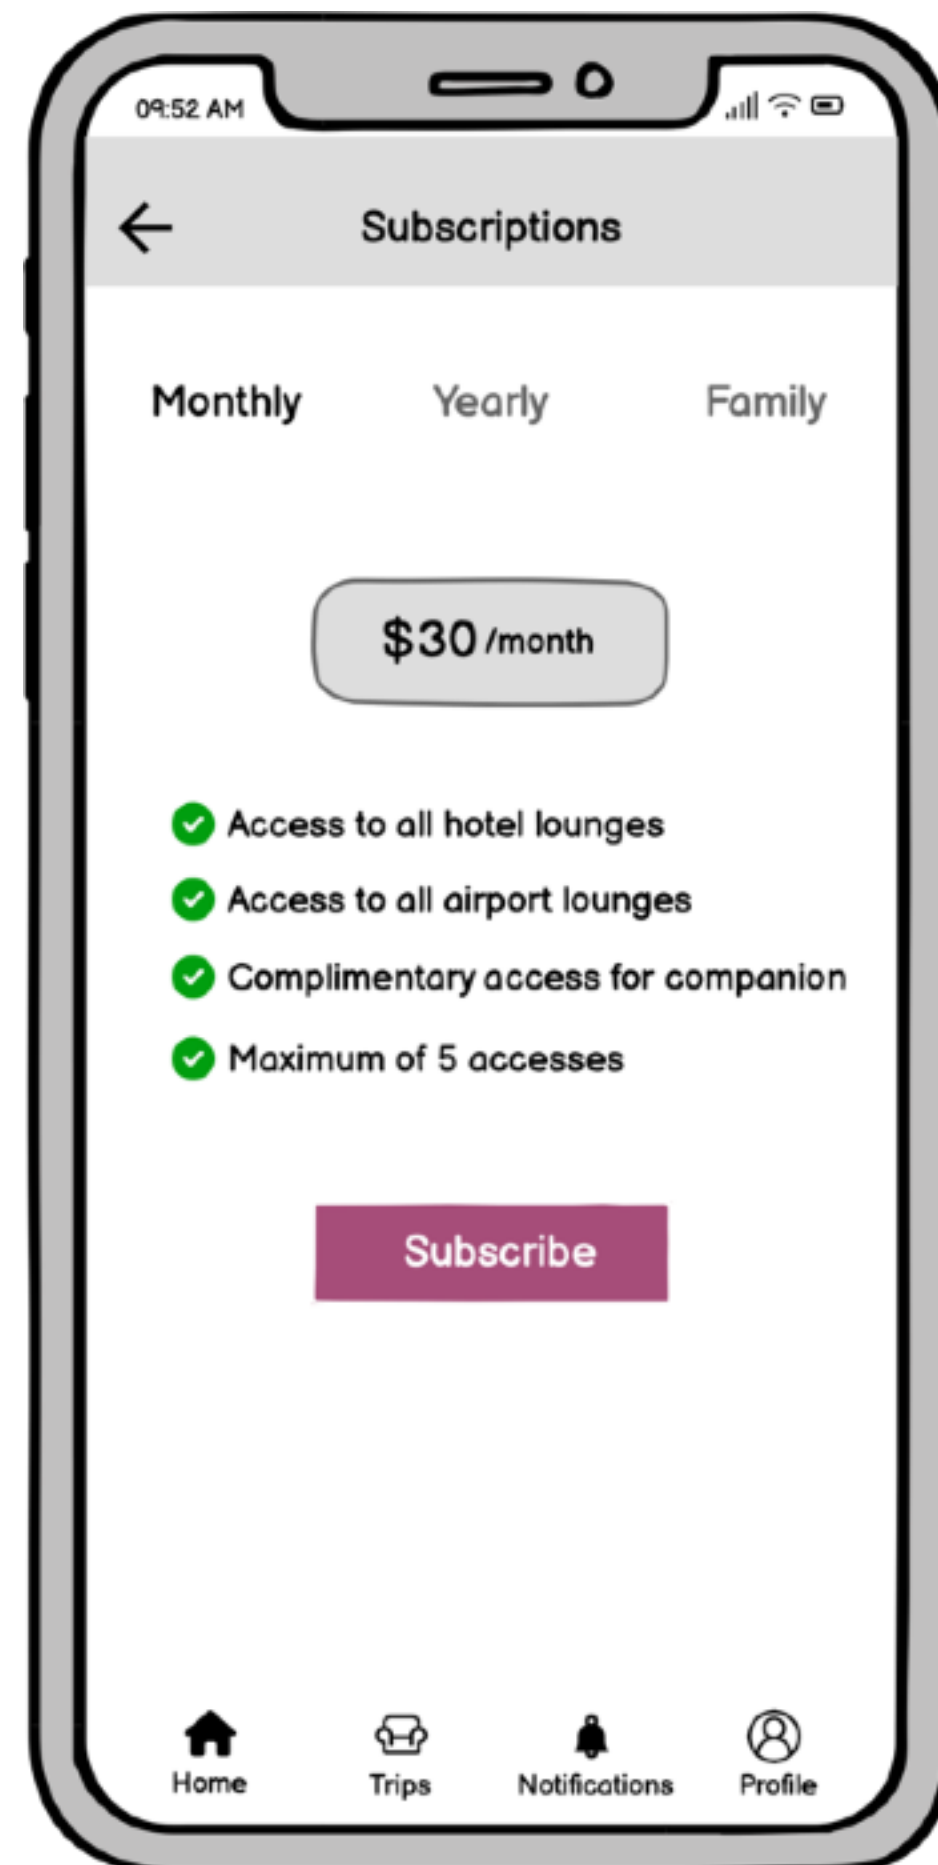 09:52 AM
Subscriptions
Monthly Yearly Family
$30 /month
Access to all hotel lounges
Access to all airport lounges
Complimentary access for companion
Maximum of 5 accesses
Subscribe
Home Trips Notifications Profile